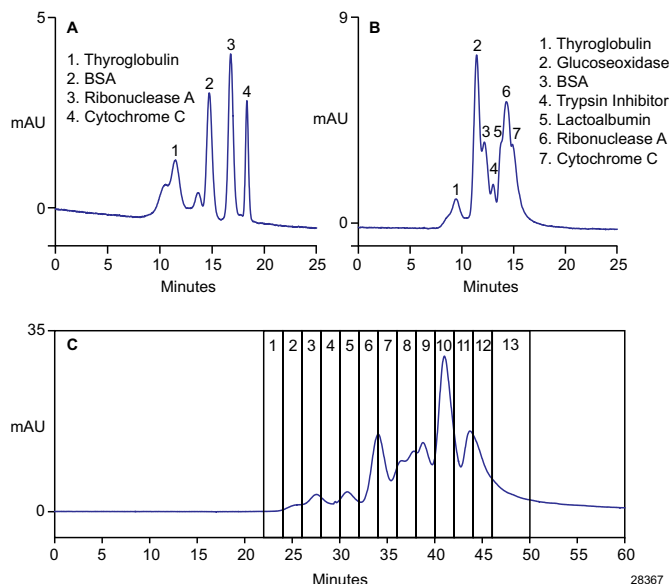 5
A
1. Thyroglobulin
2. BSA
3. Ribonuclease A
4. Cytochrome C
mAU
0
1
2
3
4
0 5 10 15 20 25
Minutes
9
B
1. Thyroglobulin
2. Glucoseoxidase
3. BSA
4. Trypsin Inhibitor
5. Lactoalbumin
6. Ribonuclease A
7. Cytochrome C
mAU
0
1
2
3
4
5
6
7
0 5 10 15 20 25
Minutes
35
C
1 2 3 4 5 6 7 8 9 10 11 12 13
mAU
0
0 5 10 15 20 25 30 35 40 45 50 55 60
Minutes
28367